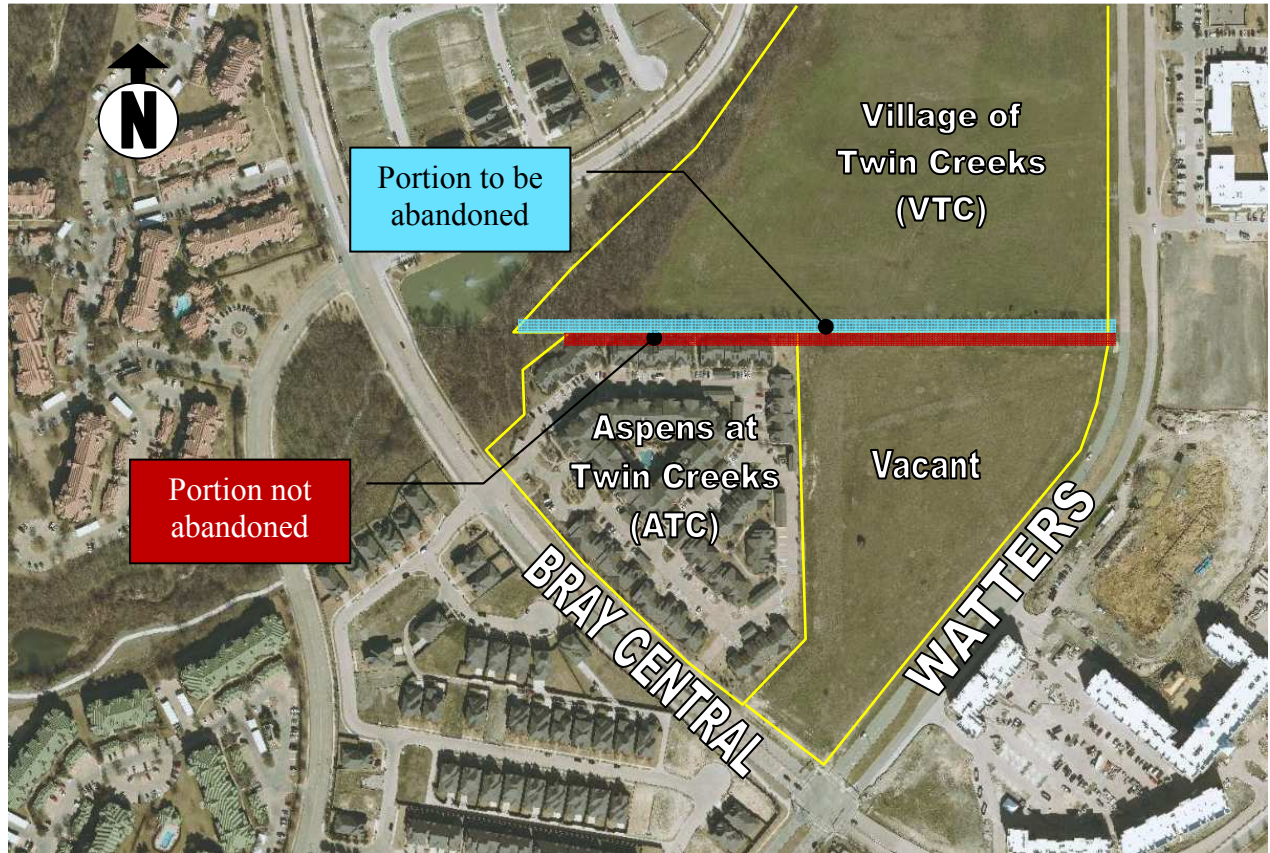 N
Village of
Twin Creeks
(VTC)
Portion to be
abandoned
Portion not
abandoned
Aspens at
Twin Creeks
(ATC)
Vacant
BRAY CENTRAL
WATTERS